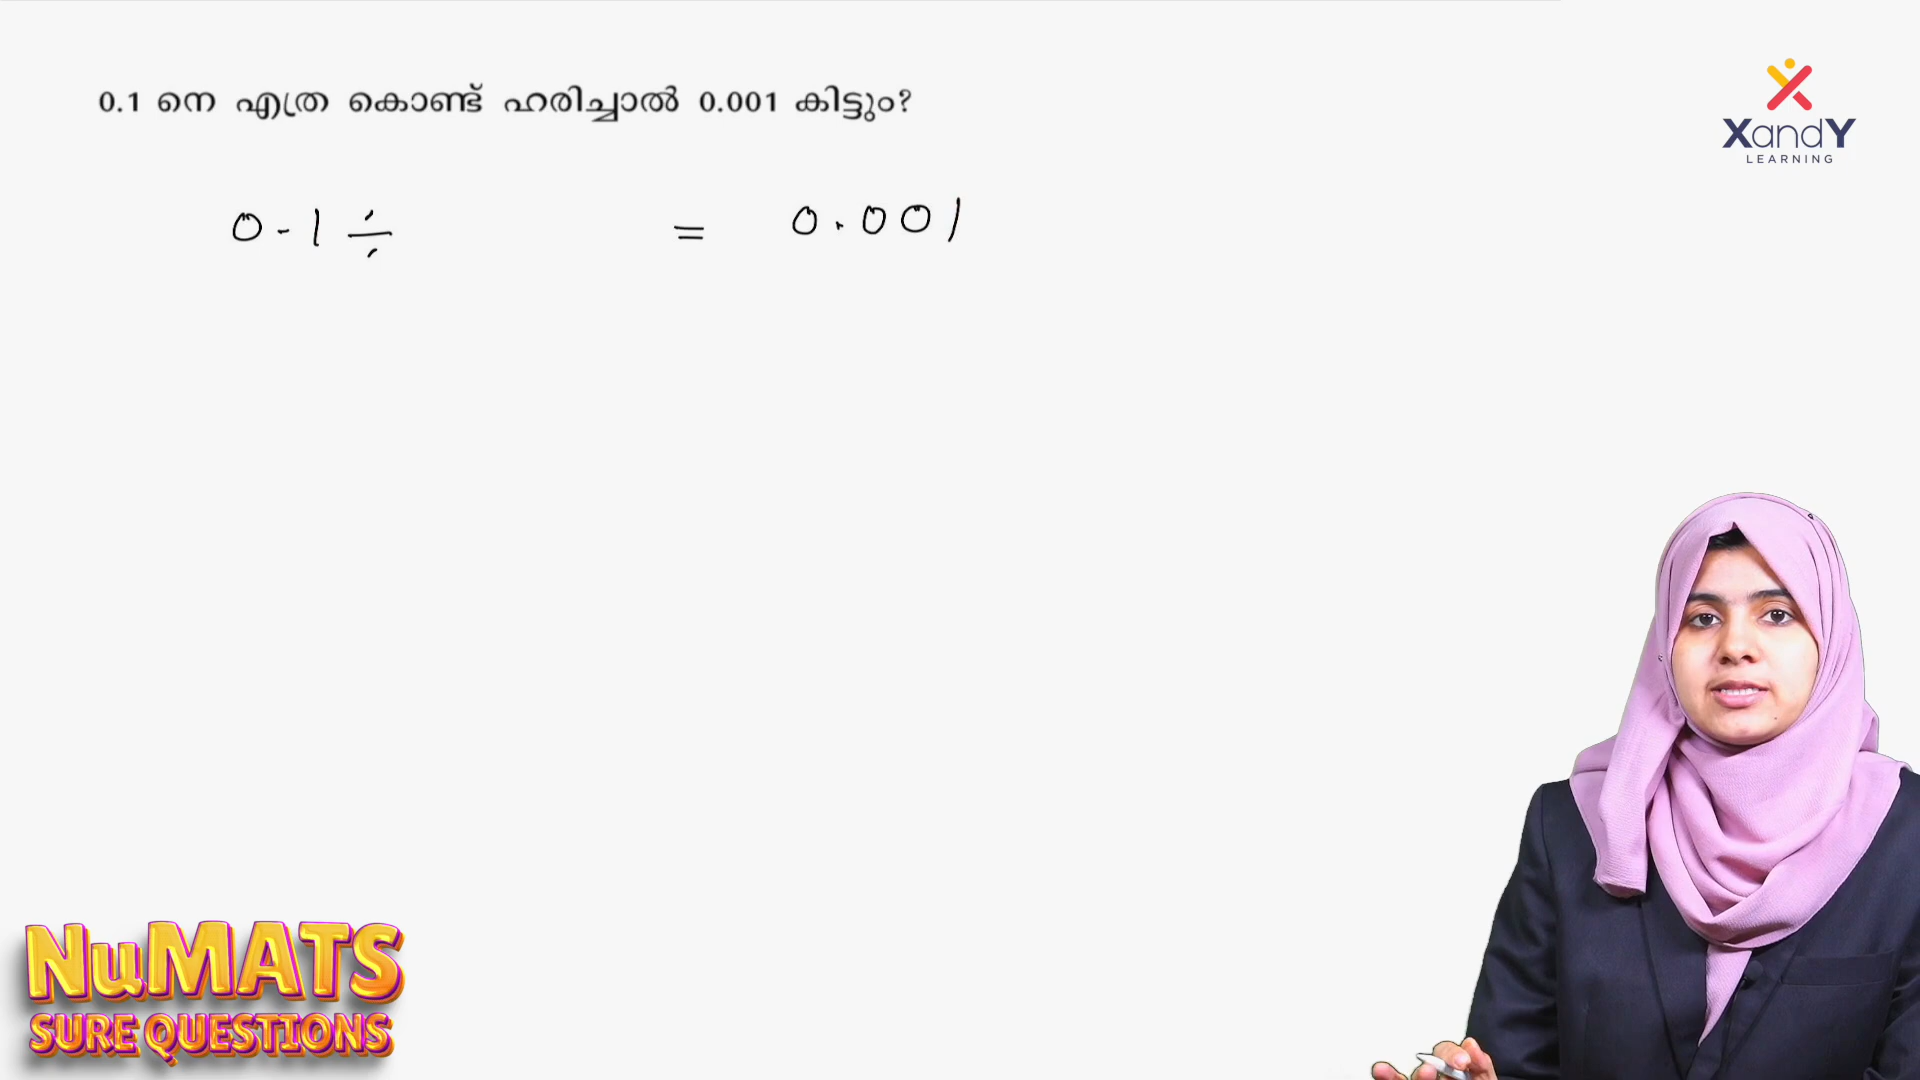 0.1 നെ എത്ര കൊണ്ട് ഹരിച്ചാൽ 0.001 കിട്ടും?
XandY
LEARNING
0.1 ÷ = 0.001
NuMATS
SURE QUESTIONS